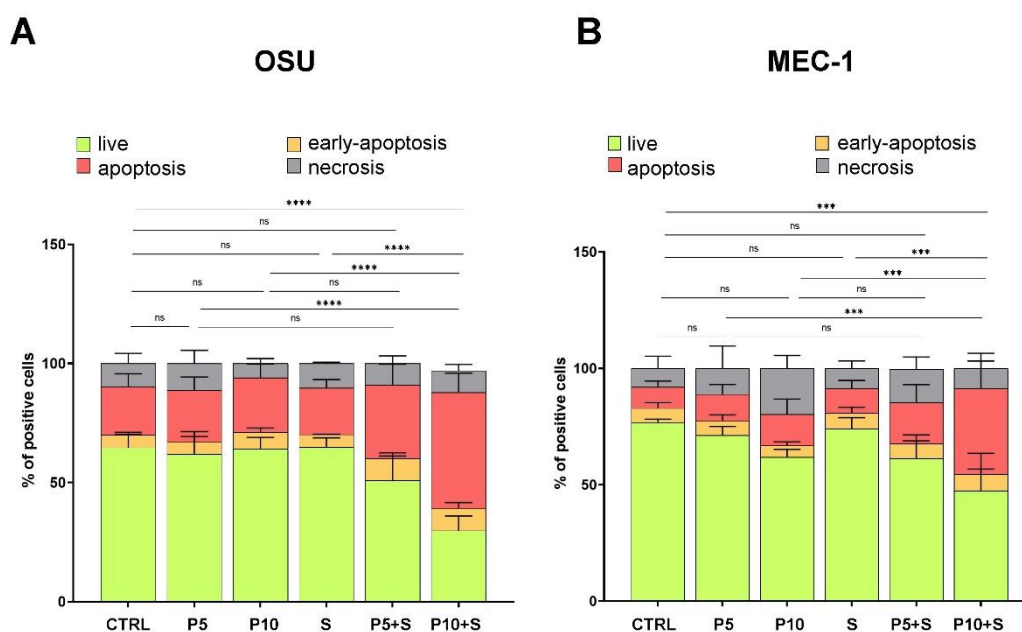 A
OSU
live
early-apoptosis
apoptosis
necrosis
****
ns
ns
****
****
ns
ns
****
ns
ns
% of positive cells
150
100
50
0
CTRL P5 P10 S P5+S P10+S
B
MEC-1
live
early-apoptosis
apoptosis
necrosis
***
ns
ns
***
***
ns
ns
***
ns
ns
% of positive cells
150
100
50
0
CTRL P5 P10 S P5+S P10+S